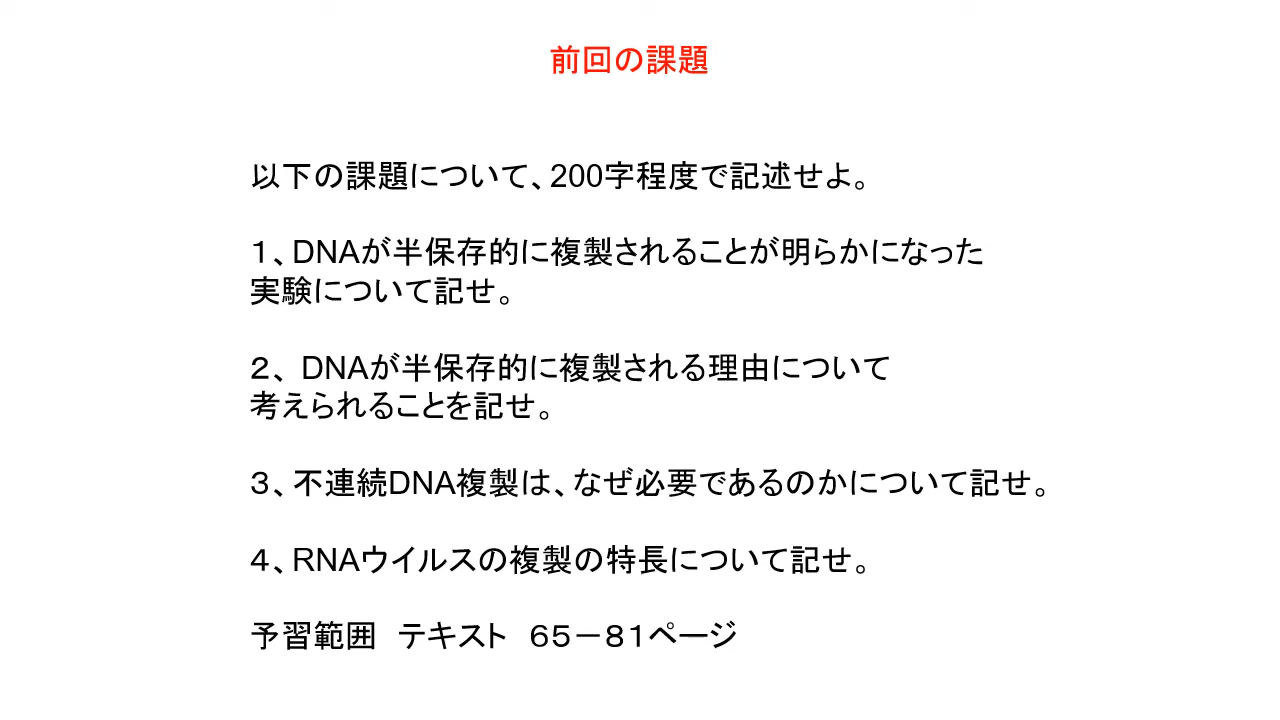 前回の課題
以下の課題について、200字程度で記述せよ。
１、DNAが半保存的に複製されることが明らかになった
実験について記せ。
２、 DNAが半保存的に複製される理由について
考えられることを記せ。
３、不連続DNA複製は、なぜ必要であるのかについて記せ。
４、RNAウイルスの複製の特長について記せ。
予習範囲　テキスト　６５－８１ページ